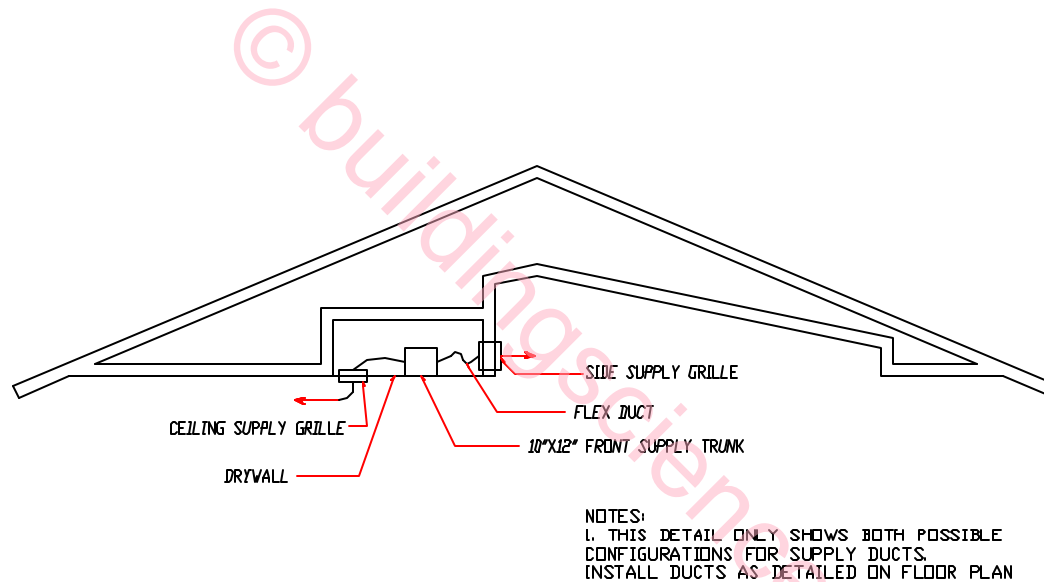 © buildingscience
SIDE SUPPLY GRILLE
FLEX DUCT
CEILING SUPPLY GRILLE
10"X12" FRONT SUPPLY TRUNK
DRYWALL
NOTES:
1. THIS DETAIL ONLY SHOWS BOTH POSSIBLE
CONFIGURATIONS FOR SUPPLY DUCTS.
INSTALL DUCTS AS DETAILED ON FLOOR PLAN